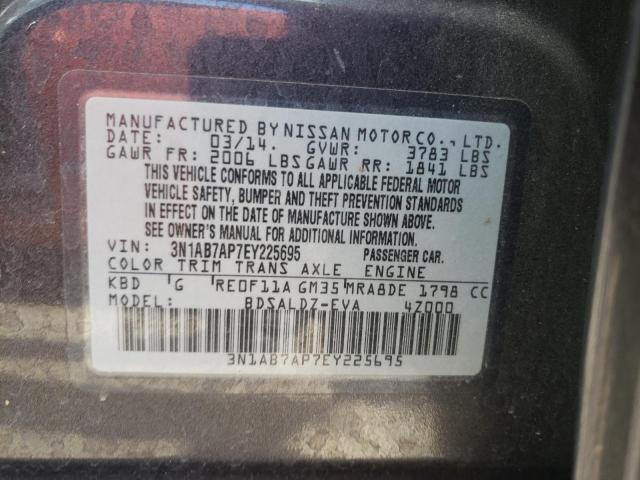 MANUFACTURED BY NISSAN MOTOR CO., LTD.
DATE: 03/14. GVWR: 3783 LBS
GAWR FR: 2006 LBS GAWR RR: 1841 LBS
THIS VEHICLE CONFORMS TO ALL APPLICABLE FEDERAL MOTOR
VEHICLE SAFETY, BUMPER AND THEFT PREVENTION STANDARDS
IN EFFECT ON THE DATE OF MANUFACTURE SHOWN ABOVE.
SEE OWNER'S MANUAL FOR ADDITIONAL INFORMATION.
VIN: 3N1AB7AP7EY225695 PASSENGER CAR.
COLOR TRIM TRANS AXLE ENGINE
KBD G RE0F11A GM35 MRA8DE 1798 CC
MODEL: BDSALDZ-EVA 4Z000
3N1AB7AP7EY225695